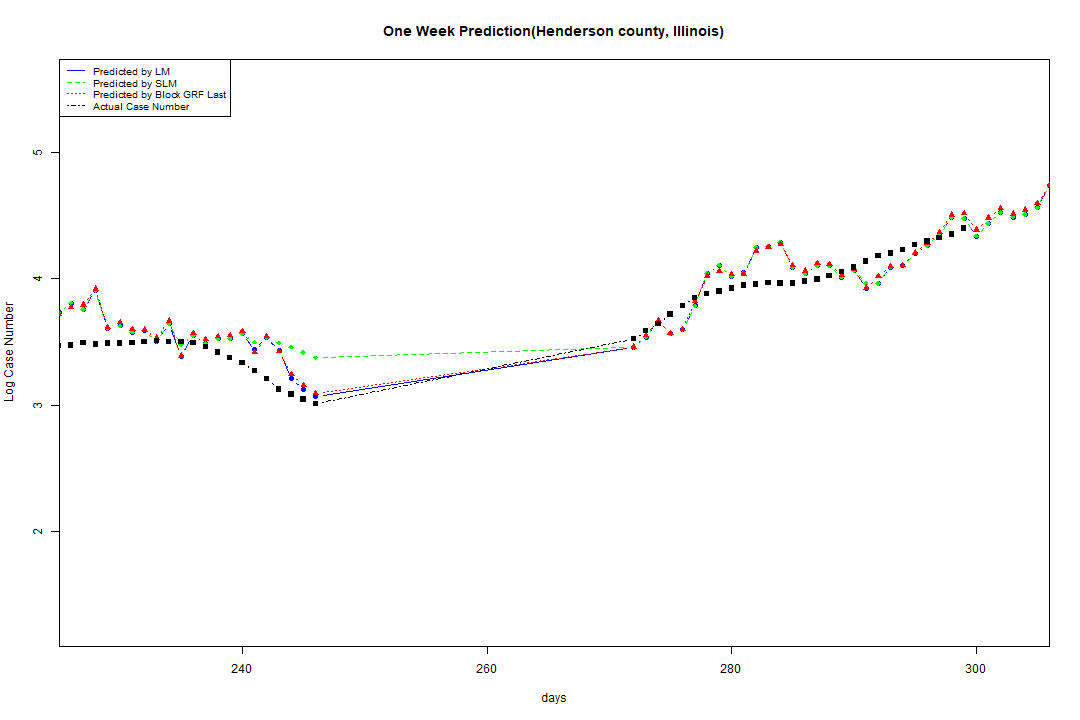 One Week Prediction(Henderson county, Illinois)
Predicted by LM
Predicted by SLM
Predicted by Block GRF Last
Actual Case Number
5
4
3
2
Log Case Number
240 260 280 300
days